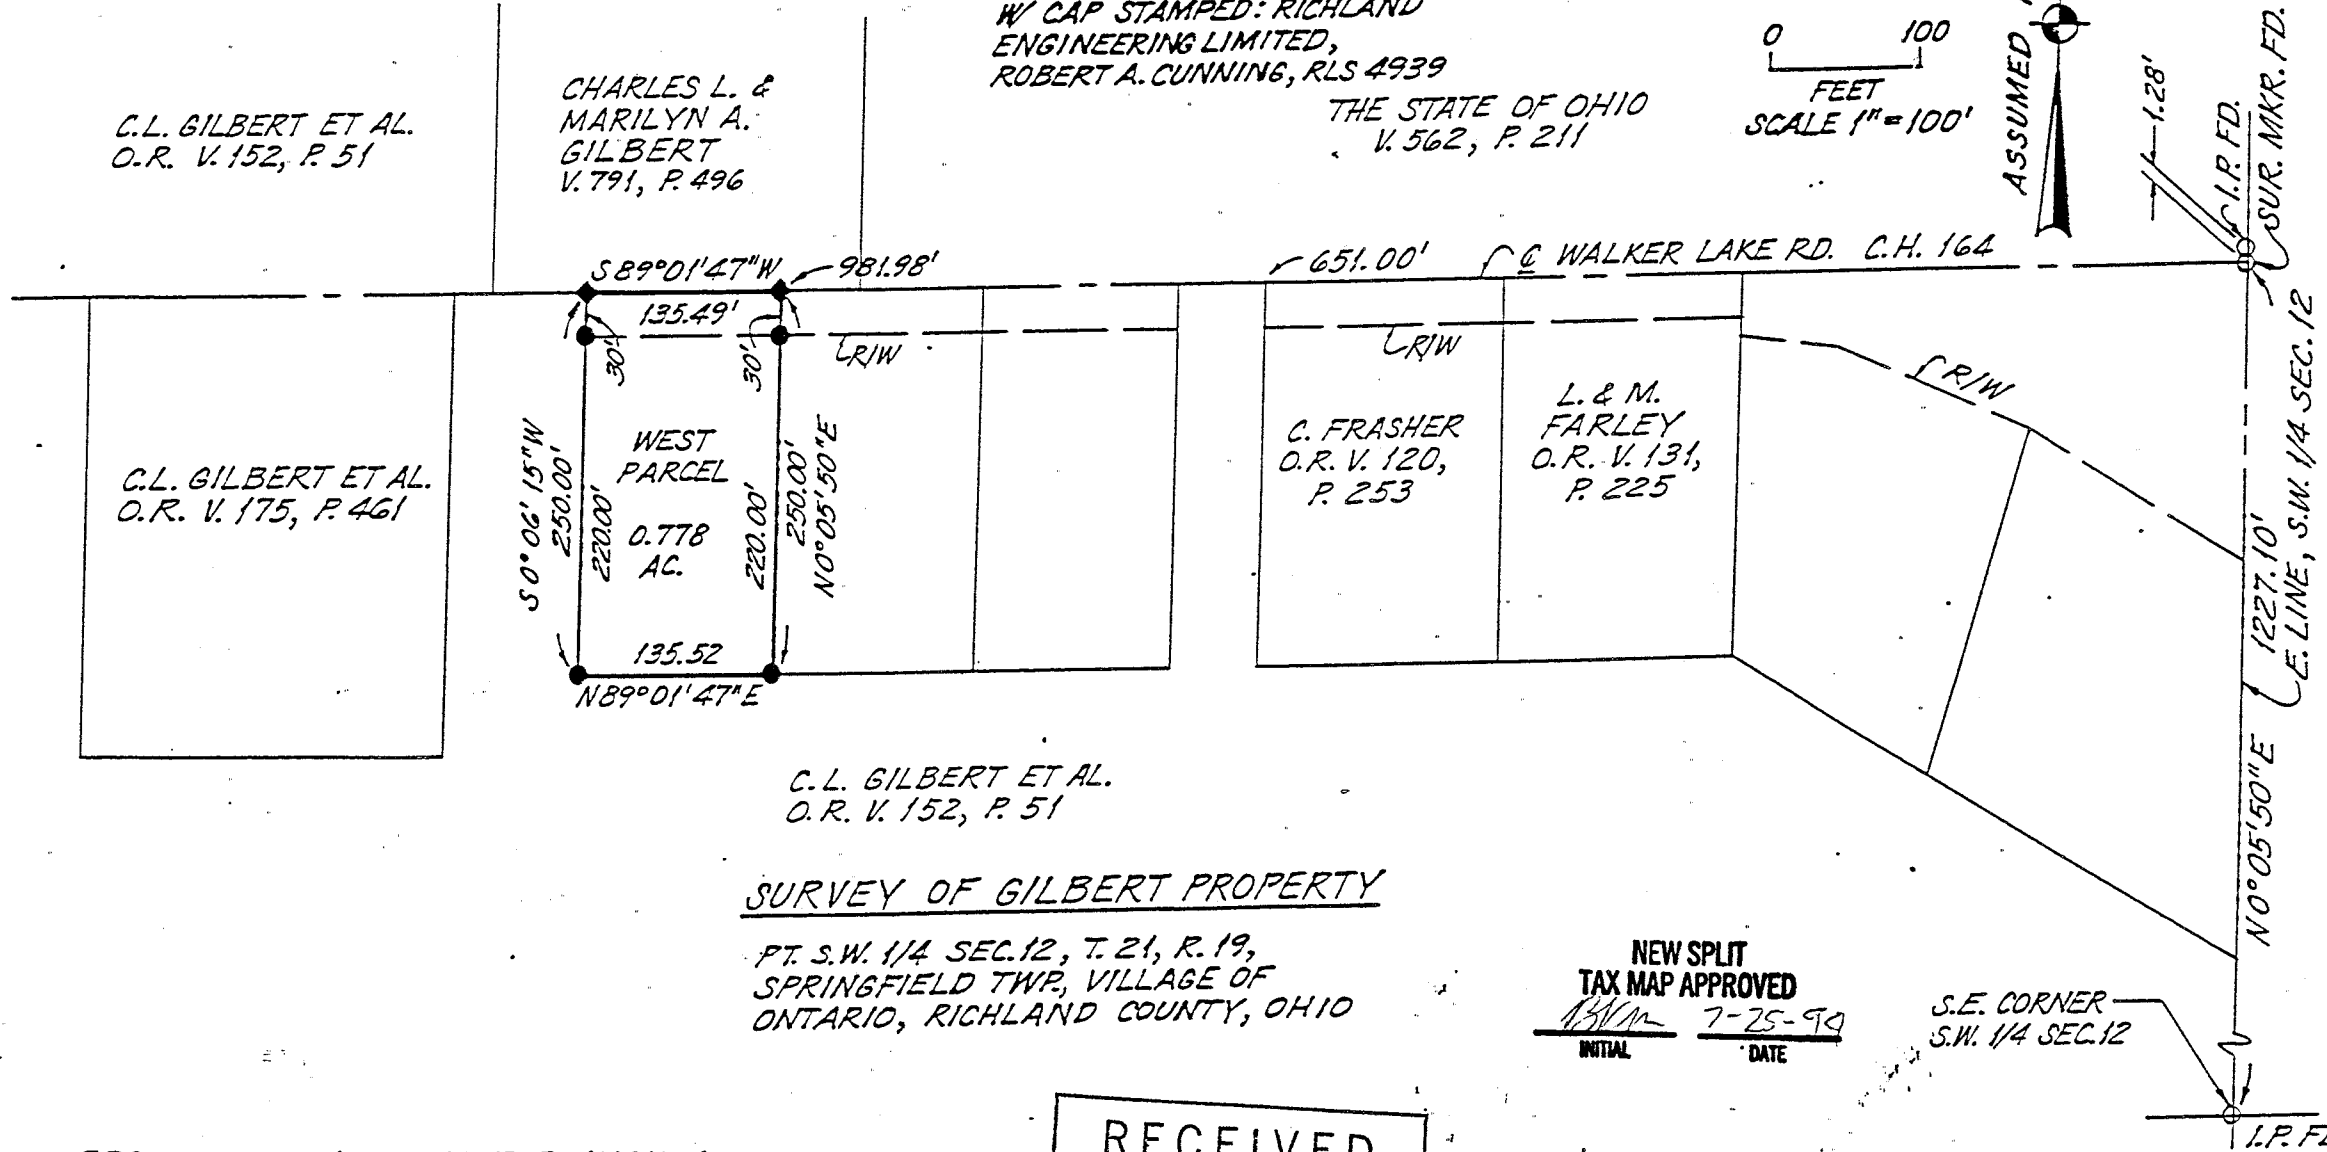 W/ CAP STAMPED: RICHLAND
ENGINEERING LIMITED,
ROBERT A. CUNNING, RLS 4939
0 100
FEET
SCALE 1"=100'
ASSUMED
1.28'
I.P. FD.
SUR. MKR. FD.
C.L. GILBERT ET AL.
O.R. V. 152, P. 51
CHARLES L. &
MARILYN A.
GILBERT
V. 791, P. 496
THE STATE OF OHIO
V. 562, P. 211
S 89°01'47"W
981.98'
651.00'
℄ WALKER LAKE RD. C.H. 164
135.49'
30'
30'
R/W
R/W
R/W
C.L. GILBERT ET AL.
O.R. V. 175, P. 461
S 0° 06' 15" W
250.00'
220.00'
WEST
PARCEL
0.778
AC.
220.00'
250.00'
N 0° 05' 50" E
C. FRASHER
O.R. V. 120,
P. 253
L. & M.
FARLEY
O.R. V. 131,
P. 225
135.52
N 89°01'47" E
N 0°05'50" E 1227.10'
E. LINE, S.W. 1/4 SEC. 12
C.L. GILBERT ET AL.
O.R. V. 152, P. 51
SURVEY OF GILBERT PROPERTY
PT. S.W. 1/4 SEC. 12, T. 21, R. 19,
SPRINGFIELD TWP., VILLAGE OF
ONTARIO, RICHLAND COUNTY, OHIO
NEW SPLIT
TAX MAP APPROVED
INITIAL DATE
S.E. CORNER
S.W. 1/4 SEC. 12
RECEIVED
I.P. FD